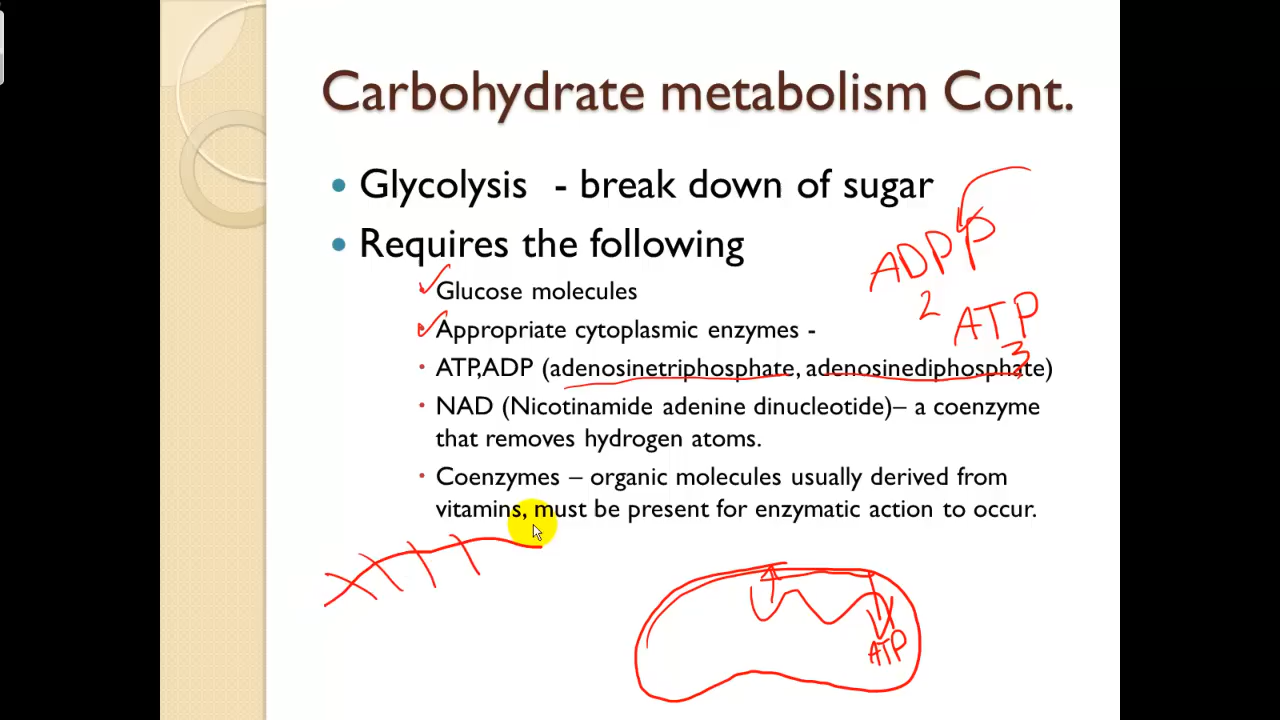 Carbohydrate metabolism Cont.
• Glycolysis - break down of sugar
• Requires the following
Glucose molecules
Appropriate cytoplasmic enzymes -
• ATP,ADP (adenosinetriphosphate, adenosinediphosphate)
• NAD (Nicotinamide adenine dinucleotide)– a coenzyme
that removes hydrogen atoms.
• Coenzymes – organic molecules usually derived from
vitamins, must be present for enzymatic action to occur.
ADPP
2
ATP
3
ATP